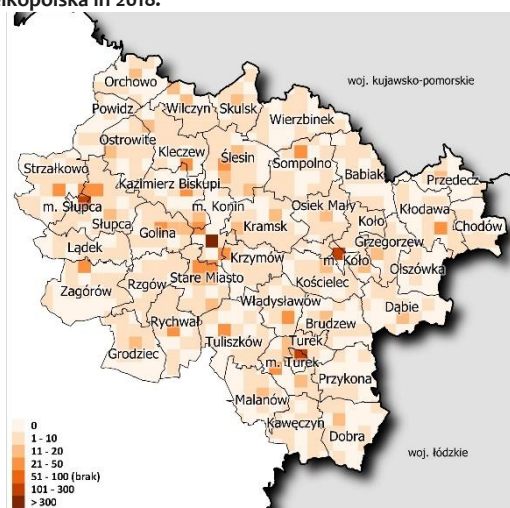 elkopolska in 2018.
woj. kujawsko-pomorskie
Orchowo
Powidz
Wilczyn
Skulsk
Wierzbinek
Ostrowite
Kleczew
Ślesin
Sompolno
Strzałkowo
Kazimierz Biskupi
Babiak
Przedecz
m. Słupca
m. Konin
Osiek Mały
Kłodawa
Słupca
Golina
Kramsk
Koło
Chodów
Lądek
Grzegorzew
Krzymów
m. Koło
Olszówka
Zagórów
Rzgów
Stare Miasto
Kościelec
Władysławów
Dąbie
Rychwał
Brudzew
Grodziec
Tuliszków
Turek
m. Turek
Przykona
Malanów
Kawęczyn
Dobra
woj. łódzkie
0
1 - 10
11 - 20
21 - 50
51 - 100 (brak)
101 - 300
> 300